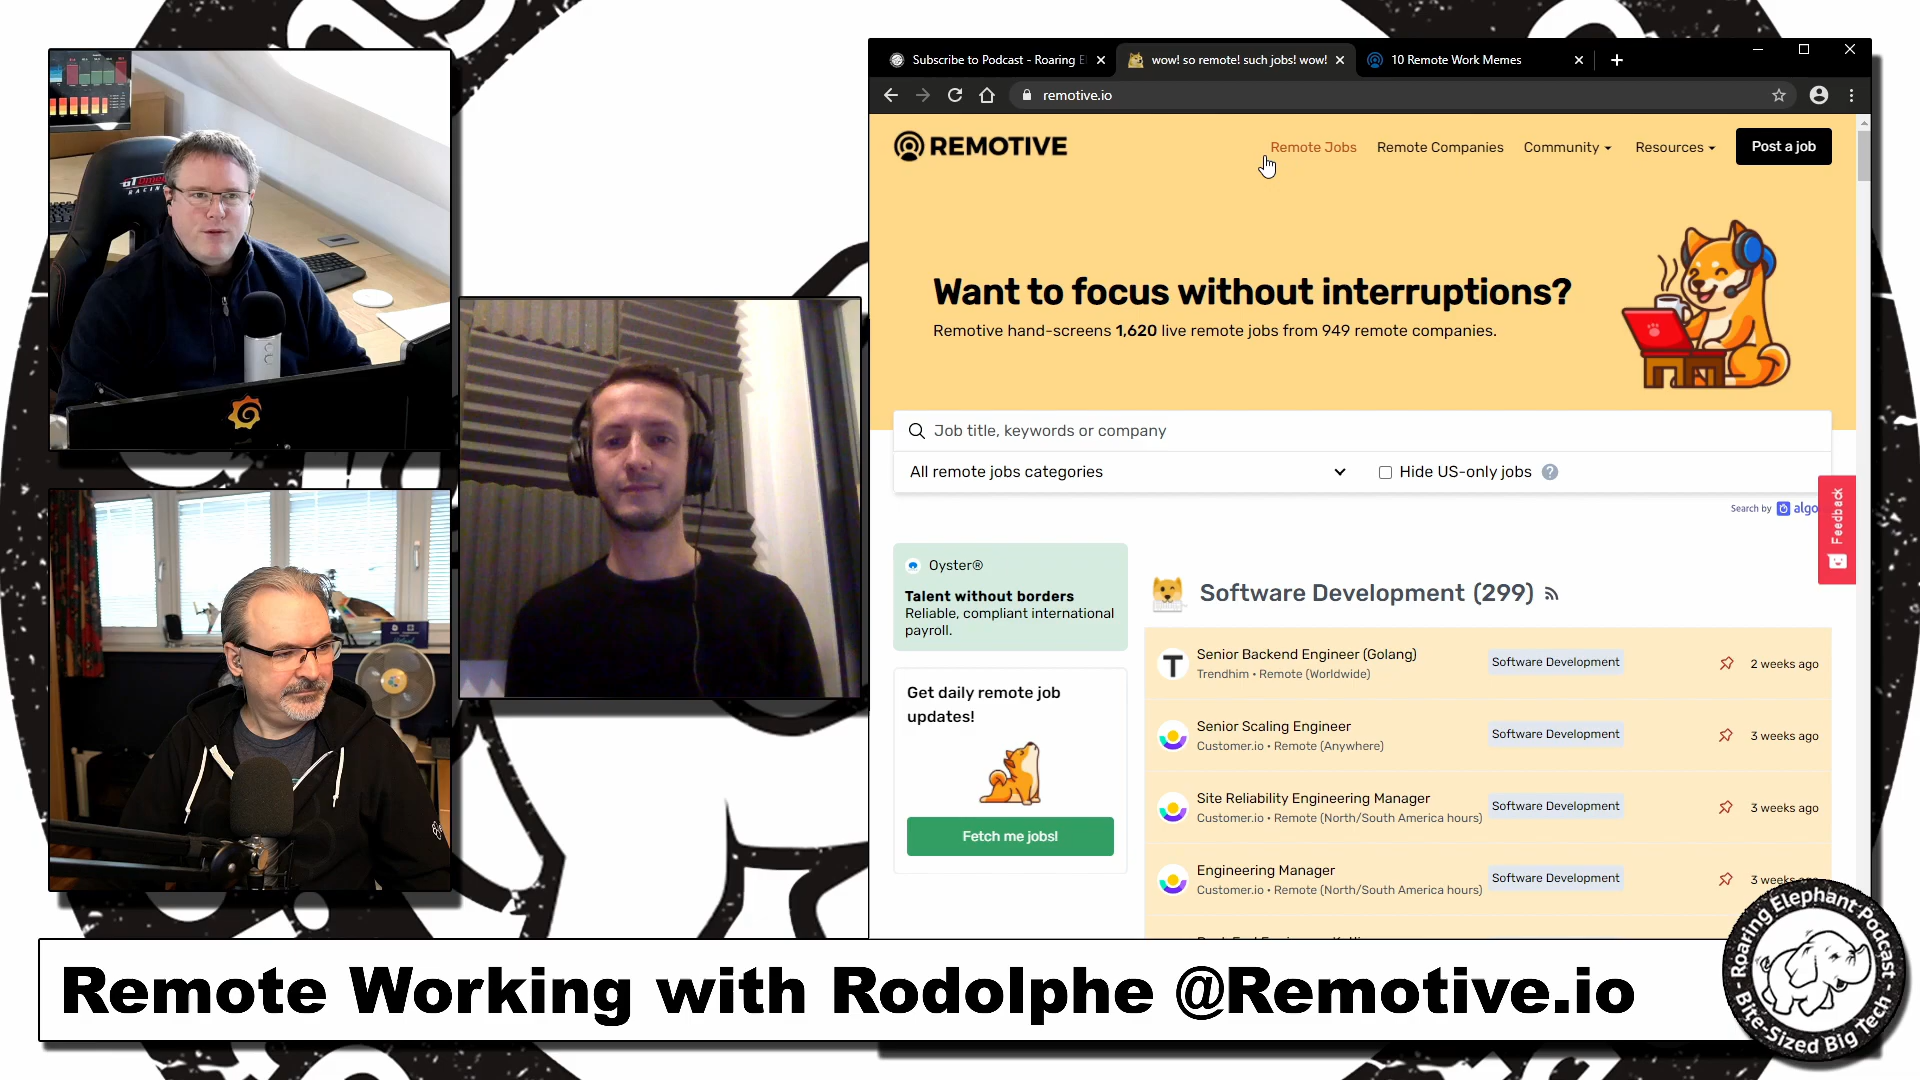 Subscribe to Podcast - Roaring E
wow! so remote! such jobs! wow!
10 Remote Work Memes
remotive.io
REMOTIVE
Remote Jobs
Remote Companies
Community
Resources
Post a job
Want to focus without interruptions?
Remotive hand-screens 1,620 live remote jobs from 949 remote companies.
Job title, keywords or company
All remote jobs categories
Hide US-only jobs
?
Search by algo
Feedback
Oyster®
Talent without borders
Reliable, compliant international
payroll.
Get daily remote job
updates!
Fetch me jobs!
Software Development (299)
T
Senior Backend Engineer (Golang)
Trendhim • Remote (Worldwide)
Software Development
2 weeks ago
Senior Scaling Engineer
Customer.io • Remote (Anywhere)
Software Development
3 weeks ago
Site Reliability Engineering Manager
Customer.io • Remote (North/South America hours)
Software Development
3 weeks ago
Engineering Manager
Customer.io • Remote (North/South America hours)
Software Development
3 weeks
RACING
Remote Working with Rodolphe @Remotive.io
Roaring Elephant Podcast
Bite-Sized Big Tech